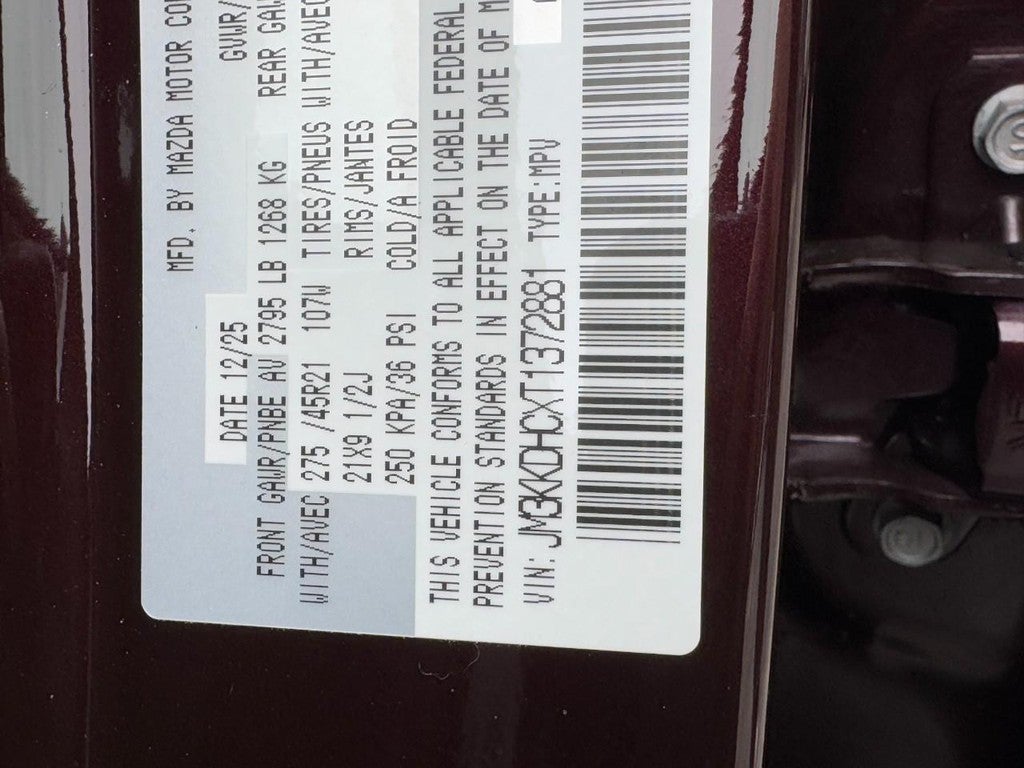 MFD. BY MAZDA MOTOR
DATE 12/25 GVWR/
FRONT GAWR/PNBE AV 2795 LB 1268 KG REAR
WITH/AVEC 275 /45R21 107W TIRES/PNEUS WITH/AVEC
21X9 1/2J RIMS/JANTES
250 KPA/36 PSI COLD/A FROID
THIS VEHICLE CONFORMS TO ALL APPLICABLE FEDERAL
PREVENTION STANDARDS IN EFFECT ON THE DATE OF
VIN: JM3KKDHCXT1372881 TYPE:MPV